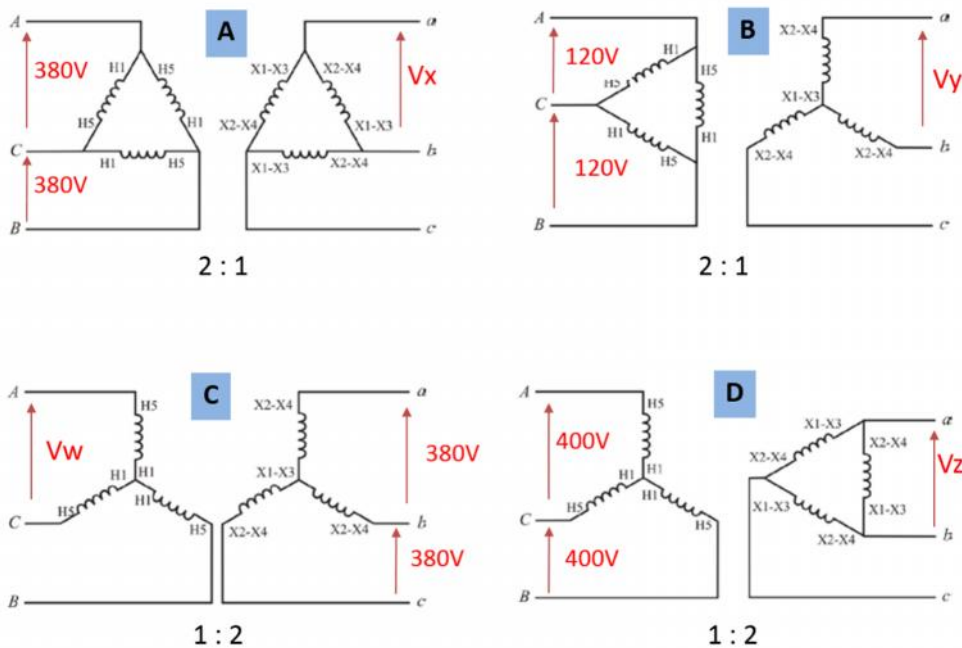 A
A
a
380V
H1
H5
X1-X3
X2-X4
Vx
H5
H1
X2-X4
X1-X3
C
H1
H5
X1-X3
X2-X4
b
380V
B
c
2 : 1
A
B
X2-X4
a
120V
H1
H5
H5
Vy
C
X1-X3
H1
H1
120V
H5
X2-X4
X2-X4
b
B
c
2 : 1
A
C
a
H5
X2-X4
Vw
380V
H1
H1
X1-X3
H1
C
H5
H5
X2-X4
X2-X4
b
380V
B
c
1 : 2
A
D
H5
a
400V
X1-X3
X2-X4
Vz
H1
H1
X2-X4
H1
X1-X3
X1-X3
C
H5
H5
X2-X4
b
400V
B
c
1 : 2